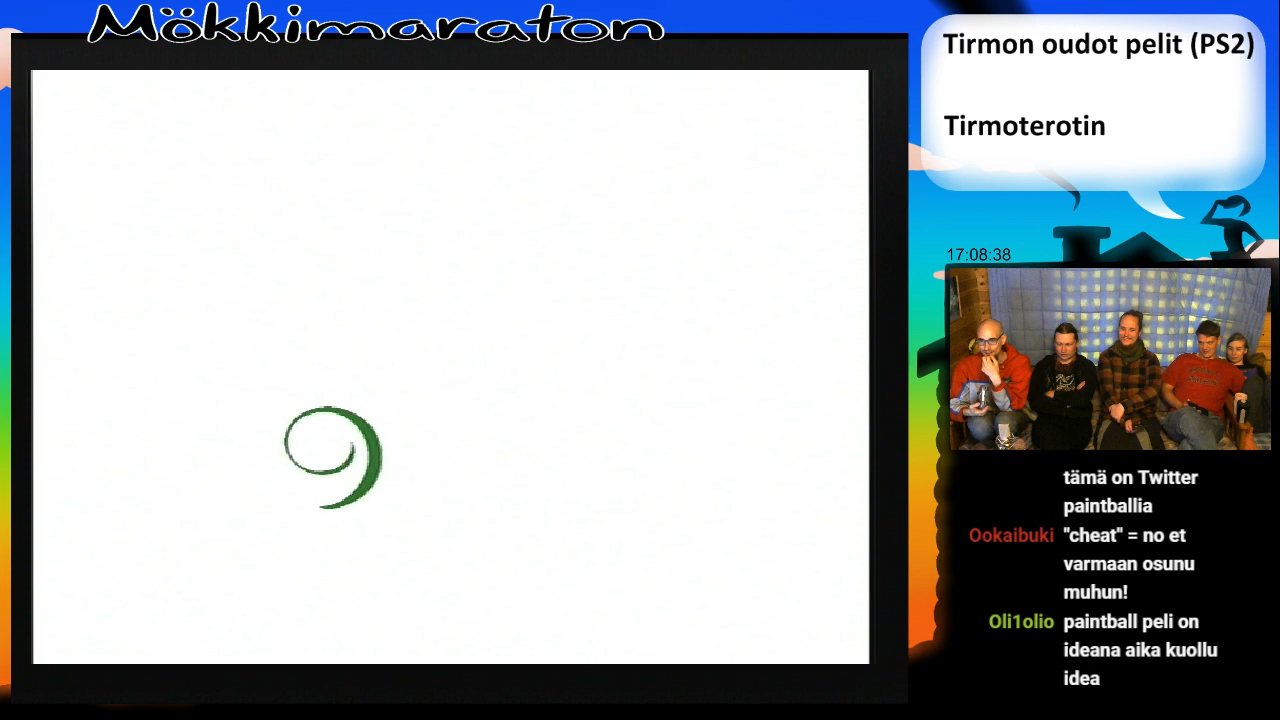 Mökkimaraton
Tirmon oudot pelit (PS2)
Tirmoterotin
17:08:38
tämä on Twitter
paintballia
Ookaibuki "cheat" = no et
varmaan osunu
muhun!
Oli1olio paintball peli on
ideana aika kuollu
idea